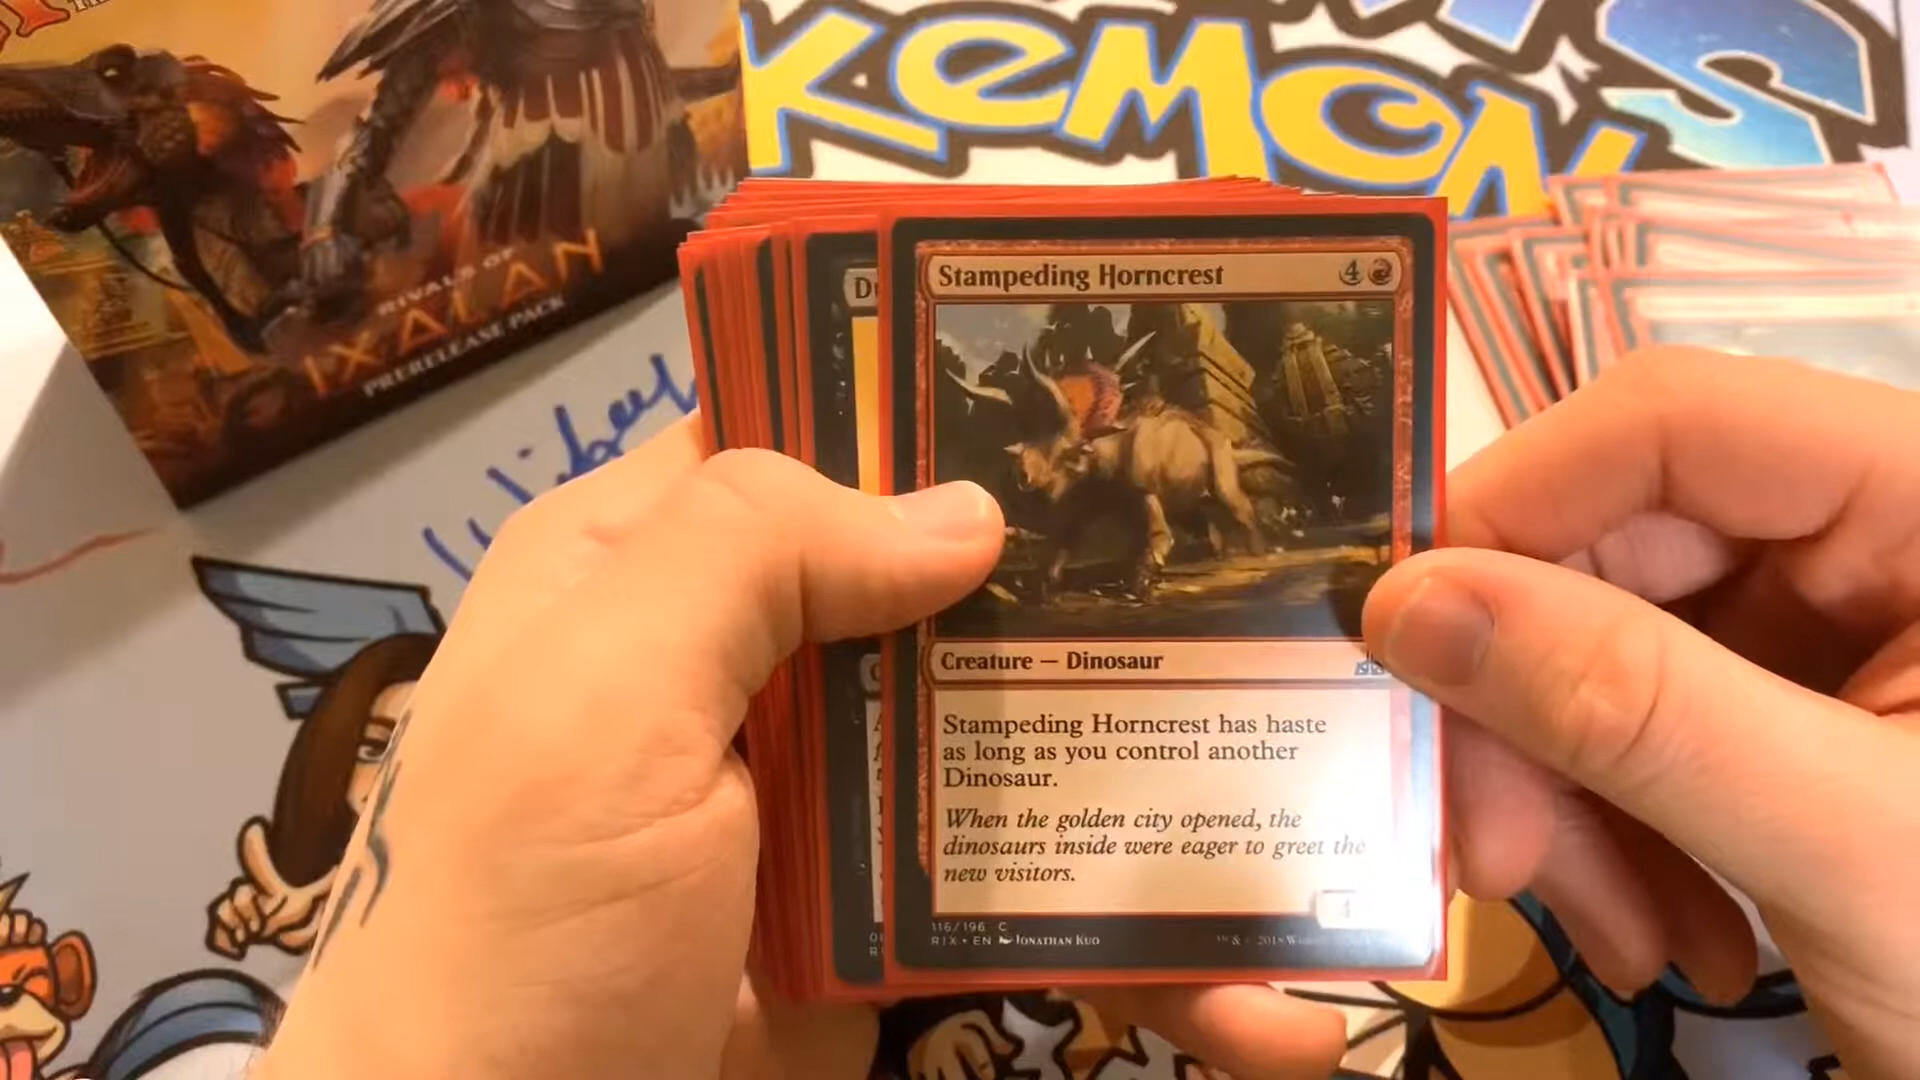 KEMON
RIVALS OF
IXALAN
PRERELEASE PACK
Stampeding Horncrest 4
Creature — Dinosaur
Stampeding Horncrest has haste
as long as you control another
Dinosaur.
When the golden city opened, the
dinosaurs inside were eager to greet the
new visitors.
4
116/196 C
RIX • EN JONATHAN KUO
D